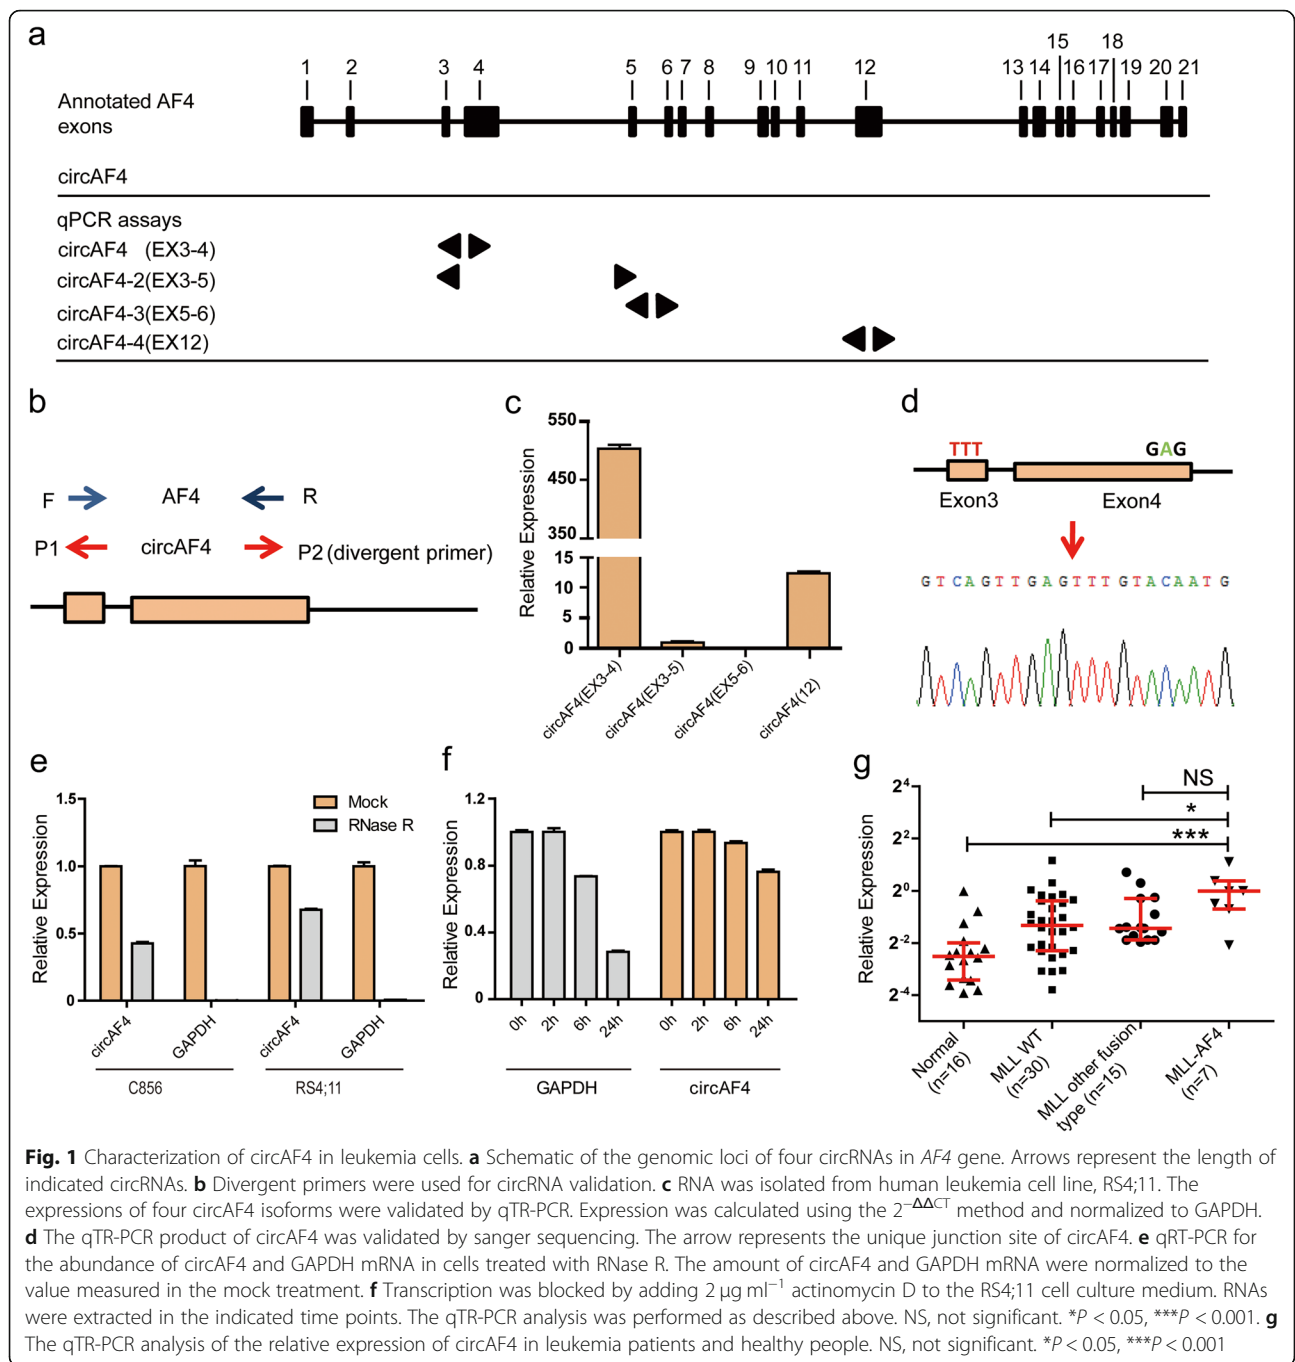 a
15 18
1 2 3 4 5 6 7 8 9 10 11 12 13 14 16 17 19 20 21
Annotated AF4
exons
circAF4
qPCR assays
circAF4 (EX3-4)
circAF4-2(EX3-5)
circAF4-3(EX5-6)
circAF4-4(EX12)
b
F AF4 R
P1 circAF4 P2 (divergent primer)
c
Relative Expression
550
450
350
15
10
5
0
circAF4(EX3-4)
circAF4(EX3-5)
circAF4(EX5-6)
circAF4(12)
d
TTT GAG
Exon3 Exon4
G T C A G T T G A G T T T G T A C A A T G
e
Relative Expression
1.5
1.0
0.5
0
Mock
RNase R
circAF4 GAPDH circAF4 GAPDH
C856 RS4;11
f
Relative Expression
1.2
0.8
0.4
0
0h 2h 6h 24h 0h 2h 6h 24h
GAPDH circAF4
g
Relative Expression
2^4
2^2
2^0
2^-2
2^-4
NS
*
***
Normal
(n=16)
MLL WT
(n=30)
MLL other fusion
type (n=15)
MLL-AF4
(n=7)
Fig. 1 Characterization of circAF4 in leukemia cells. a Schematic of the genomic loci of four circRNAs in AF4 gene. Arrows represent the length of
indicated circRNAs. b Divergent primers were used for circRNA validation. c RNA was isolated from human leukemia cell line, RS4;11. The
expressions of four circAF4 isoforms were validated by qTR-PCR. Expression was calculated using the 2^−ΔΔCT method and normalized to GAPDH.
d The qTR-PCR product of circAF4 was validated by sanger sequencing. The arrow represents the unique junction site of circAF4. e qRT-PCR for
the abundance of circAF4 and GAPDH mRNA in cells treated with RNase R. The amount of circAF4 and GAPDH mRNA were normalized to the
value measured in the mock treatment. f Transcription was blocked by adding 2 μg ml^−1 actinomycin D to the RS4;11 cell culture medium. RNAs
were extracted in the indicated time points. The qTR-PCR analysis was performed as described above. NS, not significant. *P < 0.05, ***P < 0.001. g
The qTR-PCR analysis of the relative expression of circAF4 in leukemia patients and healthy people. NS, not significant. *P < 0.05, ***P < 0.001